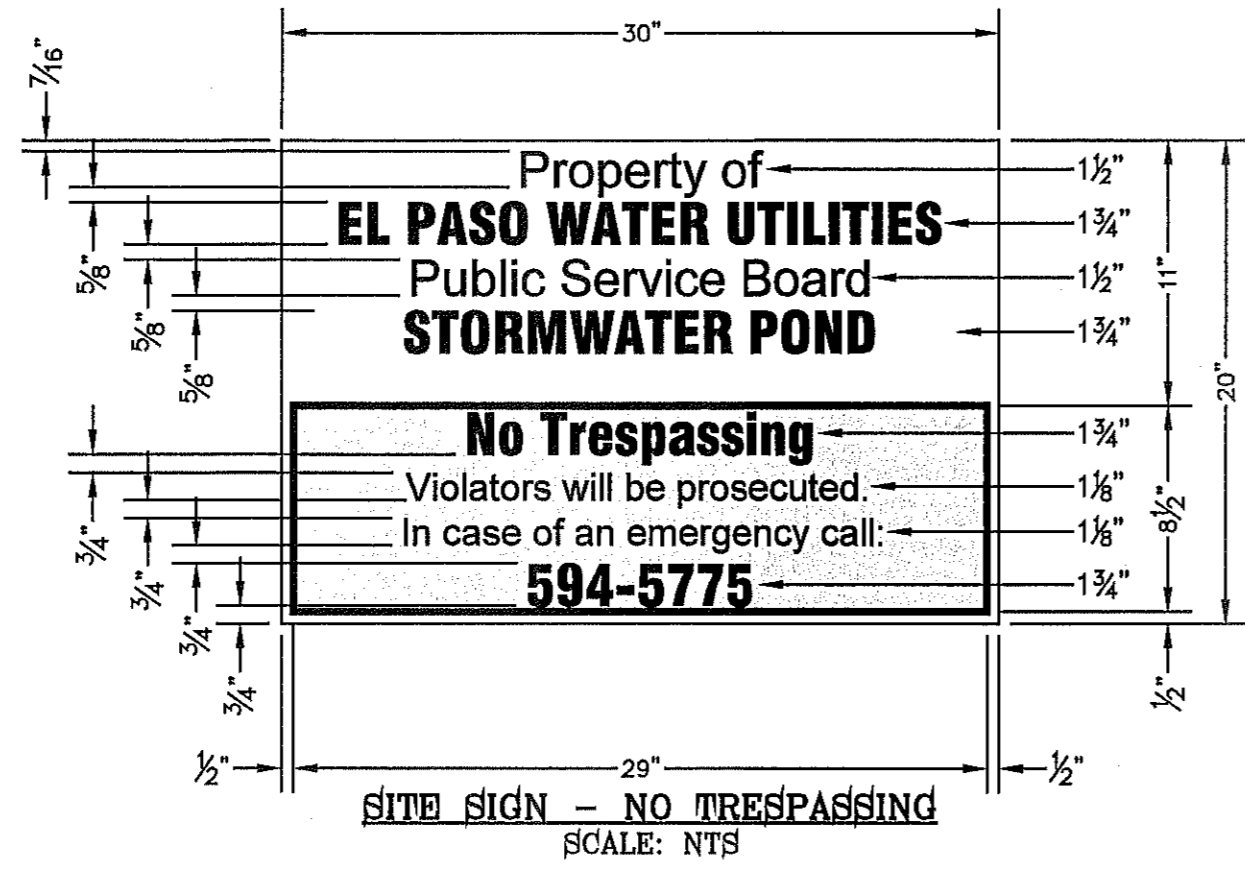 30"
7/16"
Property of
1½"
EL PASO WATER UTILITIES
1¾"
5/8"
Public Service Board
1½"
11"
5/8"
STORMWATER POND
1¾"
5/8"
20"
No Trespassing
1¾"
Violators will be prosecuted.
1⅛"
8½"
¾"
In case of an emergency call:
1⅛"
¾"
594-5775
1¾"
¾"
¾"
½"
½"
29"
½"
SITE SIGN - NO TRESPASSING
SCALE: NTS